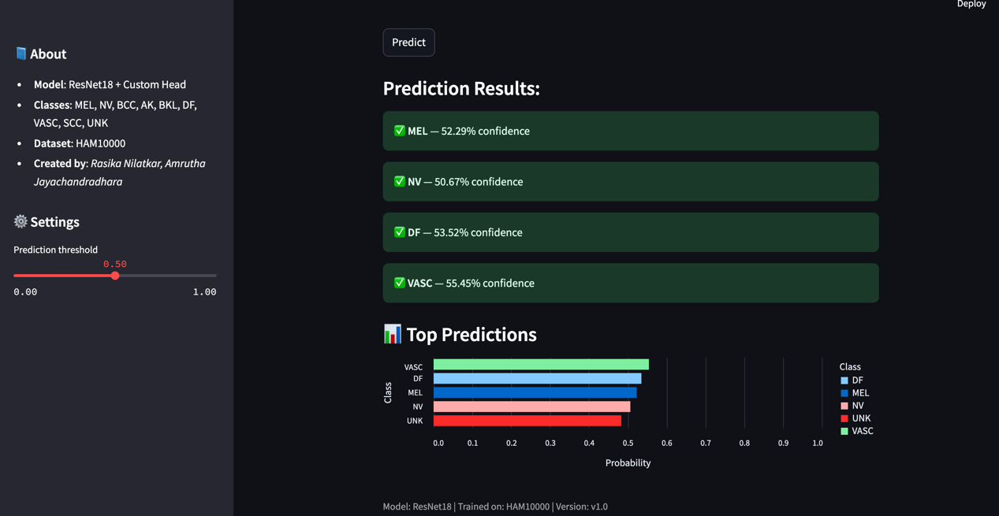 Deploy
📘 About
• Model: ResNet18 + Custom Head
• Classes: MEL, NV, BCC, AK, BKL, DF,
VASC, SCC, UNK
• Dataset: HAM10000
• Created by: Rasika Nilatkar, Amrutha
Jayachandradhara
⚙️ Settings
Prediction threshold
0.50
0.00 1.00
Predict
Prediction Results:
✅ MEL — 52.29% confidence
✅ NV — 50.67% confidence
✅ DF — 53.52% confidence
✅ VASC — 55.45% confidence
📊 Top Predictions
Class
VASC
DF
MEL
NV
UNK
0.0 0.1 0.2 0.3 0.4 0.5 0.6 0.7 0.8 0.9 1.0
Probability
Class
DF
MEL
NV
UNK
VASC
Model: ResNet18 | Trained on: HAM10000 | Version: v1.0